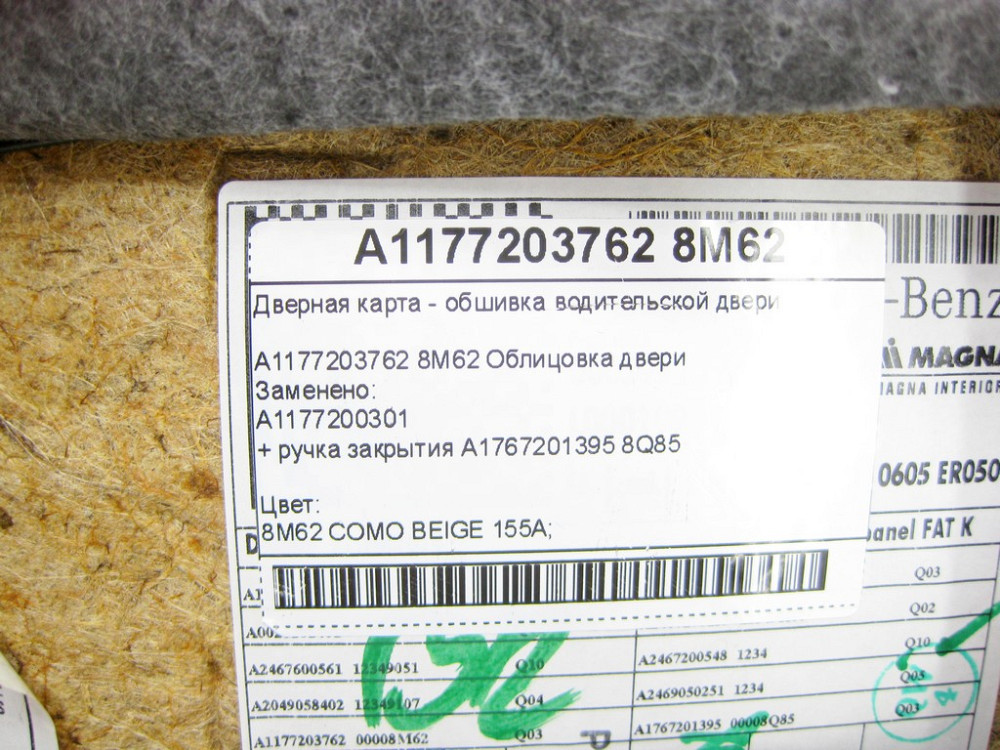 A1177203762 8M62
Дверная карта - обшивка водительской двери
A1177203762 8M62 Облицовка двери
Заменено:
A1177200301
+ ручка закрытия A1767201395 8Q85
Цвет:
8M62 COMO BEIGE 155A;
-Benz
MAGNA
MAGNA INTERIOR
0605 ER050
panel FAT K
Q03
Q02
A2467600561 12349051 Q10
A2467200548 1234 Q10
A2049058402 12349107 Q04
A2469050251 1234 Q03
A1177203762 00008M62 Q03
A1767201395 00008Q85 Q03